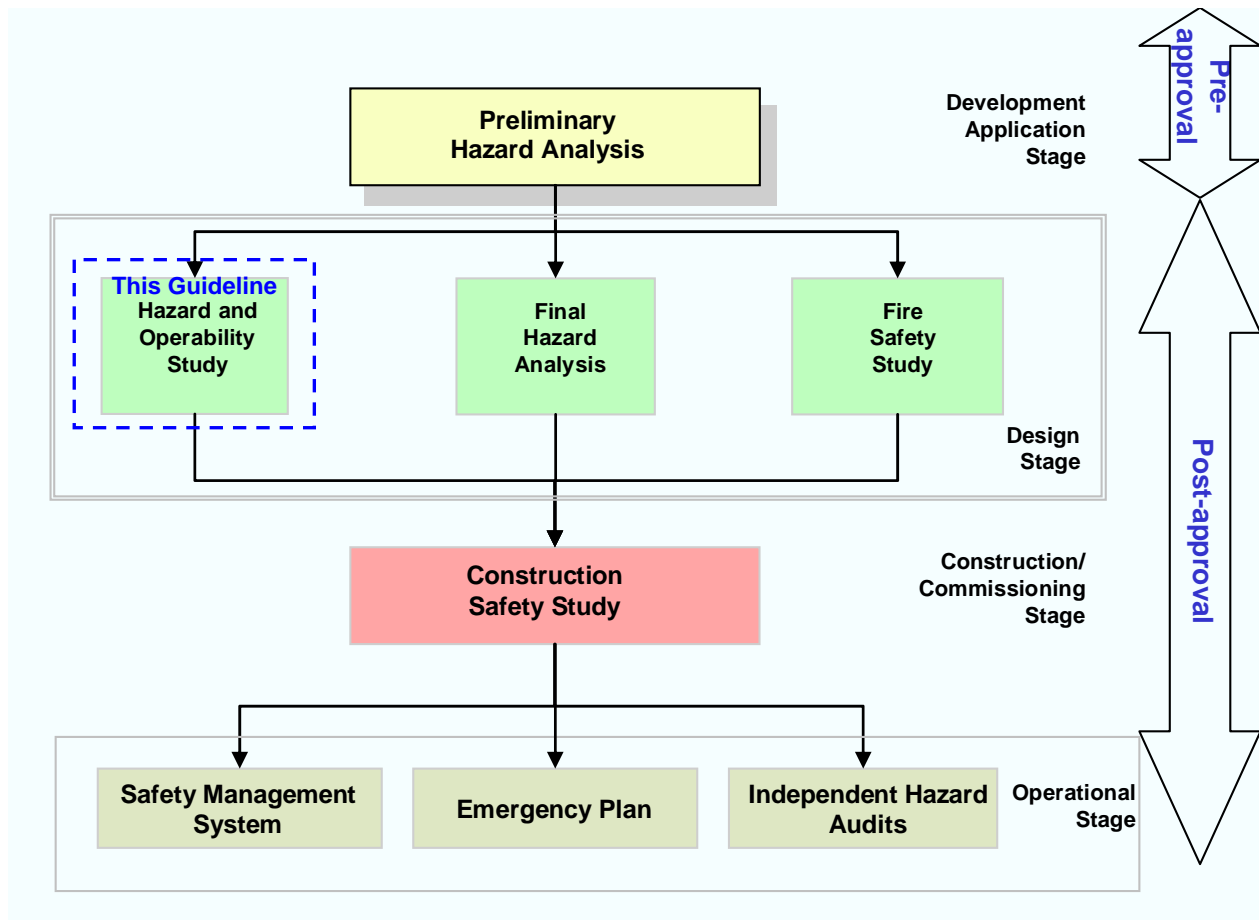 Pre-
approval
Preliminary
Hazard Analysis
Development
Application
Stage
This Guideline
Hazard and
Operability
Study
Final
Hazard
Analysis
Fire
Safety
Study
Design
Stage
Post-approval
Construction
Safety Study
Construction/
Commissioning
Stage
Safety Management
System
Emergency Plan
Independent Hazard
Audits
Operational
Stage